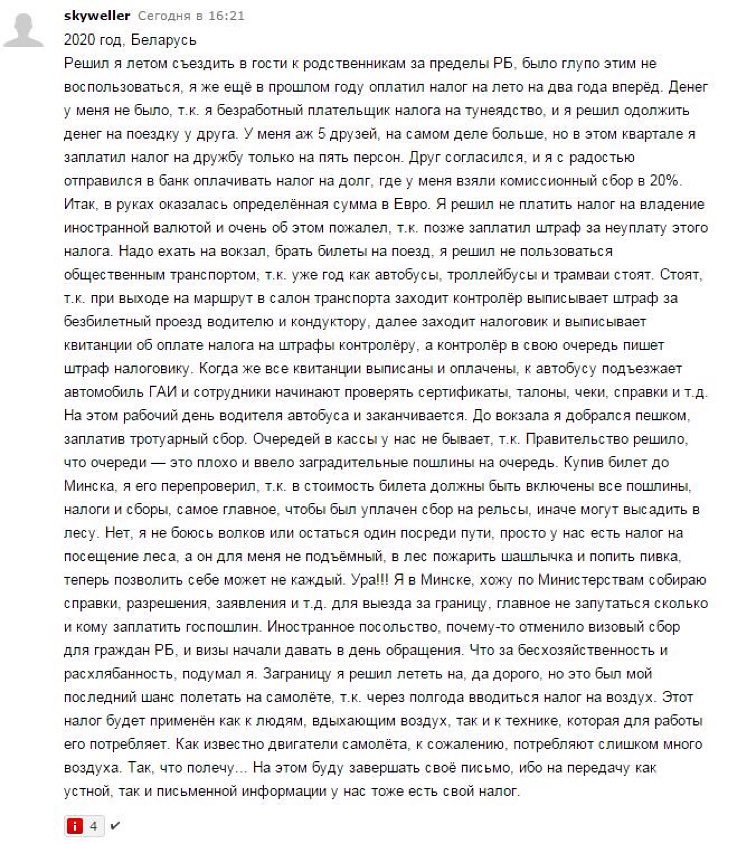 skyweller Сегодня в 16:21
2020 год, Беларусь
Решил я летом съездить в гости к родственникам за пределы РБ, было глупо этим не
воспользоваться, я же ещё в прошлом году оплатил налог на лето на два года вперёд. Денег
у меня не было, т.к. я безработный плательщик налога на тунеядство, и я решил одолжить
денег на поездку у друга. У меня аж 5 друзей, на самом деле больше, но в этом квартале я
заплатил налог на дружбу только на пять персон. Друг согласился, и я с радостью
отправился в банк оплачивать налог на долг, где у меня взяли комиссионный сбор в 20%.
Итак, в руках оказалась определённая сумма в Евро. Я решил не платить налог на владение
иностранной валютой и очень об этом пожалел, т.к. позже заплатил штраф за неуплату этого
налога. Надо ехать на вокзал, брать билеты на поезд, я решил не пользоваться
общественным транспортом, т.к. уже год как автобусы, троллейбусы и трамваи стоят. Стоят,
т.к. при выходе на маршрут в салон транспорта заходит контролёр выписывает штраф за
безбилетный проезд водителю и кондуктору, далее заходит налоговик и выписывает
квитанции об оплате налога на штрафы контролёру, а контролёр в свою очередь пишет
штраф налоговику. Когда же все квитанции выписаны и оплачены, к автобусу подъезжает
автомобиль ГАИ и сотрудники начинают проверять сертификаты, талоны, чеки, справки и т.д.
На этом рабочий день водителя автобуса и заканчивается. До вокзала я добрался пешком,
заплатив тротуарный сбор. Очередей в кассы у нас не бывает, т.к. Правительство решило,
что очереди — это плохо и ввело заградительные пошлины на очередь. Купив билет до
Минска, я его перепроверил, т.к. в стоимость билета должны быть включены все пошлины,
налоги и сборы, самое главное, чтобы был уплачен сбор на рельсы, иначе могут высадить в
лесу. Нет, я не боюсь волков или остаться один посреди пути, просто у нас есть налог на
посещение леса, а он для меня не подъёмный, в лес пожарить шашлычка и попить пивка,
теперь позволить себе может не каждый. Ура!!! Я в Минске, хожу по Министерствам собираю
справки, разрешения, заявления и т.д. для выезда за границу, главное не запутаться сколько
и кому заплатить госпошлин. Иностранное посольство, почему-то отменило визовый сбор
для граждан РБ, и визы начали давать в день обращения. Что за бесхозяйственность и
расхлябанность, подумал я. Заграницу я решил лететь на, да дорого, но это был мой
последний шанс полетать на самолёте, т.к. через полгода вводиться налог на воздух. Этот
налог будет применён как к людям, вдыхающим воздух, так и к технике, которая для работы
его потребляет. Как известно двигатели самолёта, к сожалению, потребляют слишком много
воздуха. Так, что полечу... На этом буду завершать своё письмо, ибо на передачу как
устной, так и письменной информации у нас тоже есть свой налог.
4